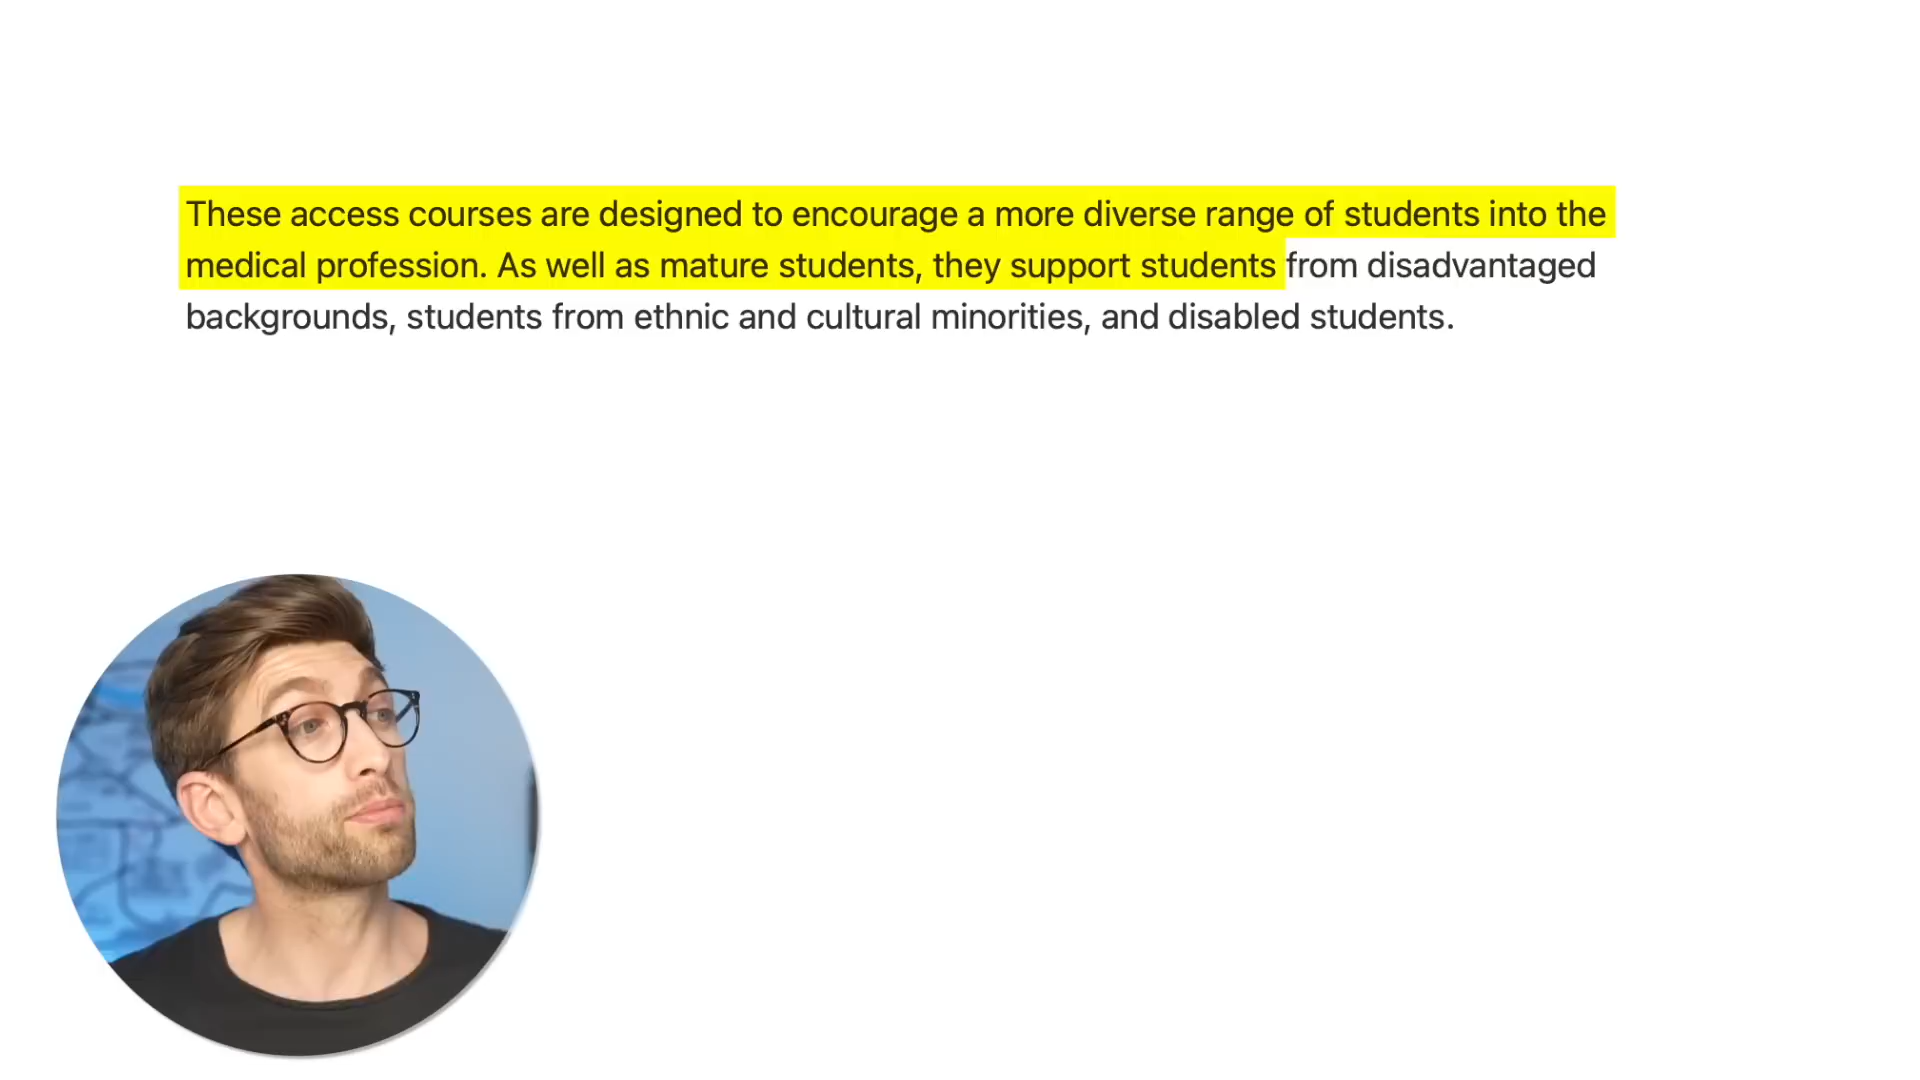 These access courses are designed to encourage a more diverse range of students into the
medical profession. As well as mature students, they support students from disadvantaged
backgrounds, students from ethnic and cultural minorities, and disabled students.